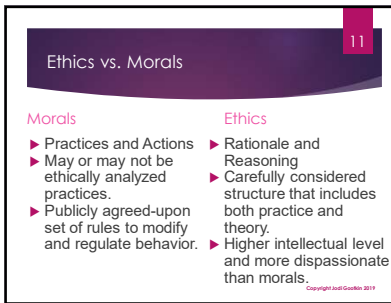 11
Ethics vs. Morals
Morals
▶ Practices and Actions
▶ May or may not be
ethically analyzed
practices.
▶ Publicly agreed-upon
set of rules to modify
and regulate behavior.
Ethics
▶ Rationale and
Reasoning
▶ Carefully considered
structure that includes
both practice and
theory.
▶ Higher intellectual level
and more dispassionate
than morals.
Copyright Jodi Gaatkin 2019